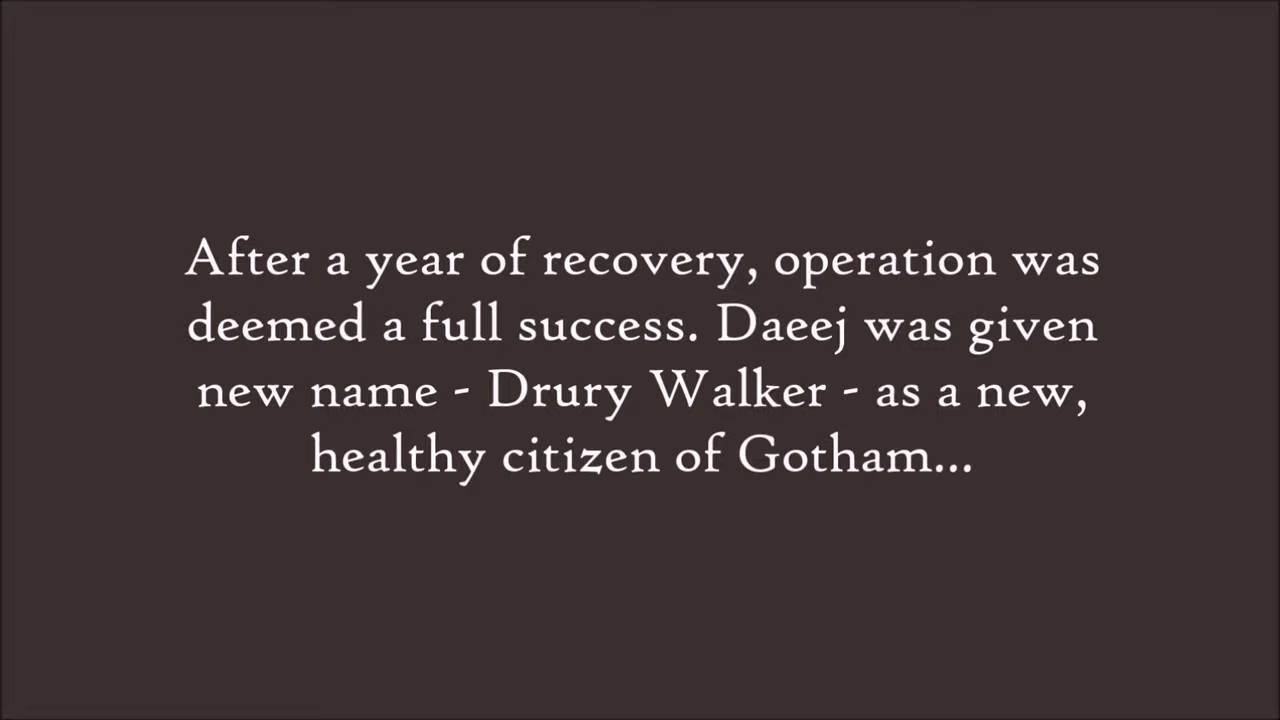 After a year of recovery, operation was
deemed a full success. Daeej was given
new name - Drury Walker - as a new,
healthy citizen of Gotham...